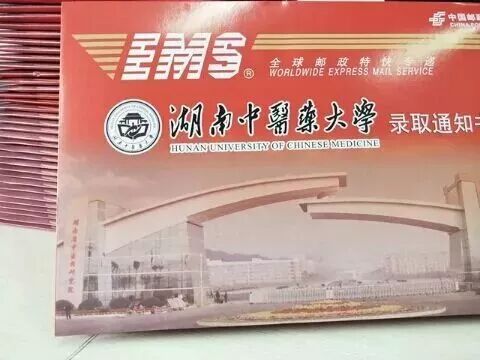 中国邮政
EMS®
全球邮政特快专递
WORLDWIDE EXPRESS MAIL SERVICE
湖南中醫藥大學 录取通知书
HUNAN UNIVERSITY OF CHINESE MEDICINE